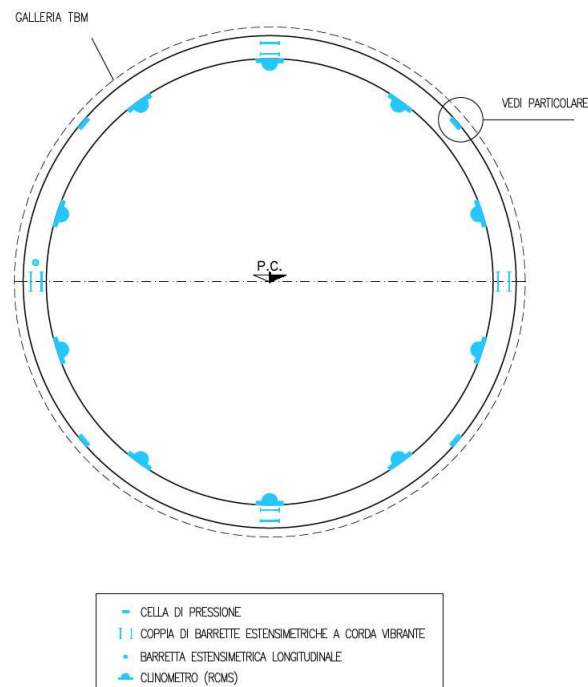 GALLERIA TBM
VEDI PARTICOLARE
P.C.
CELLA DI PRESSIONE
COPPIA DI BARRETTE ESTENSIMETRICHE A CORDA VIBRANTE
BARRETTA ESTENSIMETRICA LONGITUDINALE
CLINOMETRO (RCMS)